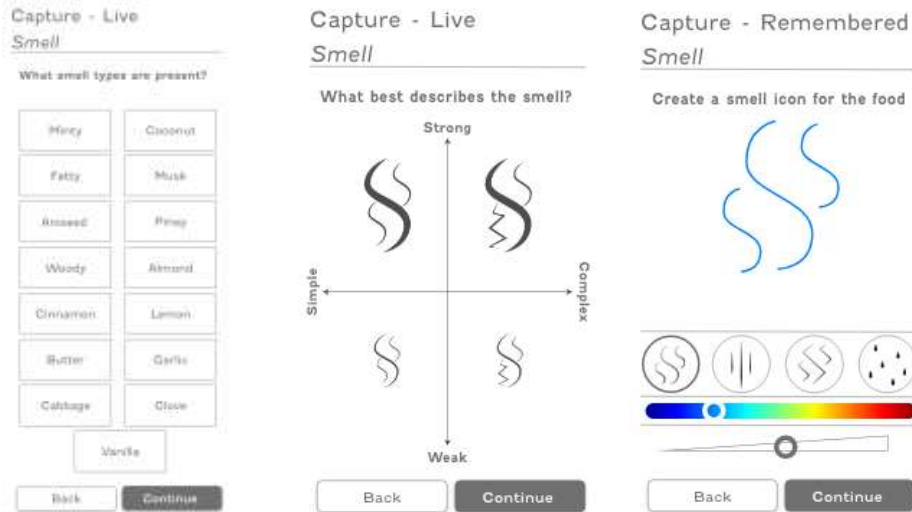 Capture - Live
Smell
What smell types are present?
Minty
Coconut
Fatty
Musk
Aniseed
Piney
Woody
Almond
Cinnamon
Lemon
Butter
Garlic
Cabbage
Clove
Vanilla
Back
Continue
Capture - Live
Smell
What best describes the smell?
Strong
Simple
Complex
Weak
Back
Continue
Capture - Remembered
Smell
Create a smell icon for the food
Back
Continue